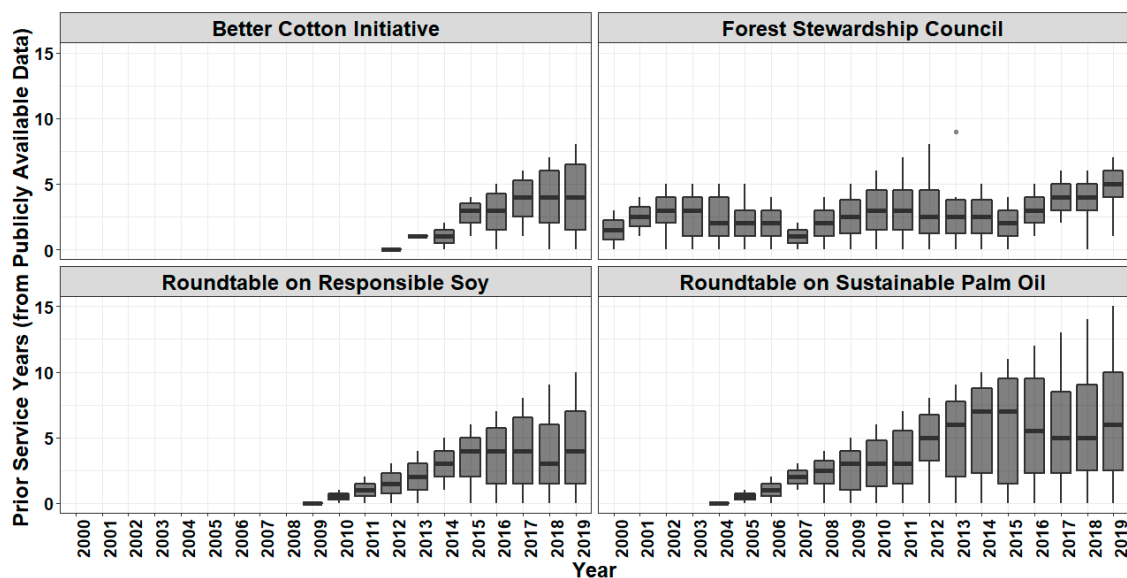 Better Cotton Initiative
Forest Stewardship Council
Prior Service Years (from Publicly Available Data)
15
10
5
0
Roundtable on Responsible Soy
Roundtable on Sustainable Palm Oil
15
10
5
0
2000 2001 2002 2003 2004 2005 2006 2007 2008 2009 2010 2011 2012 2013 2014 2015 2016 2017 2018 2019
2000 2001 2002 2003 2004 2005 2006 2007 2008 2009 2010 2011 2012 2013 2014 2015 2016 2017 2018 2019
Year